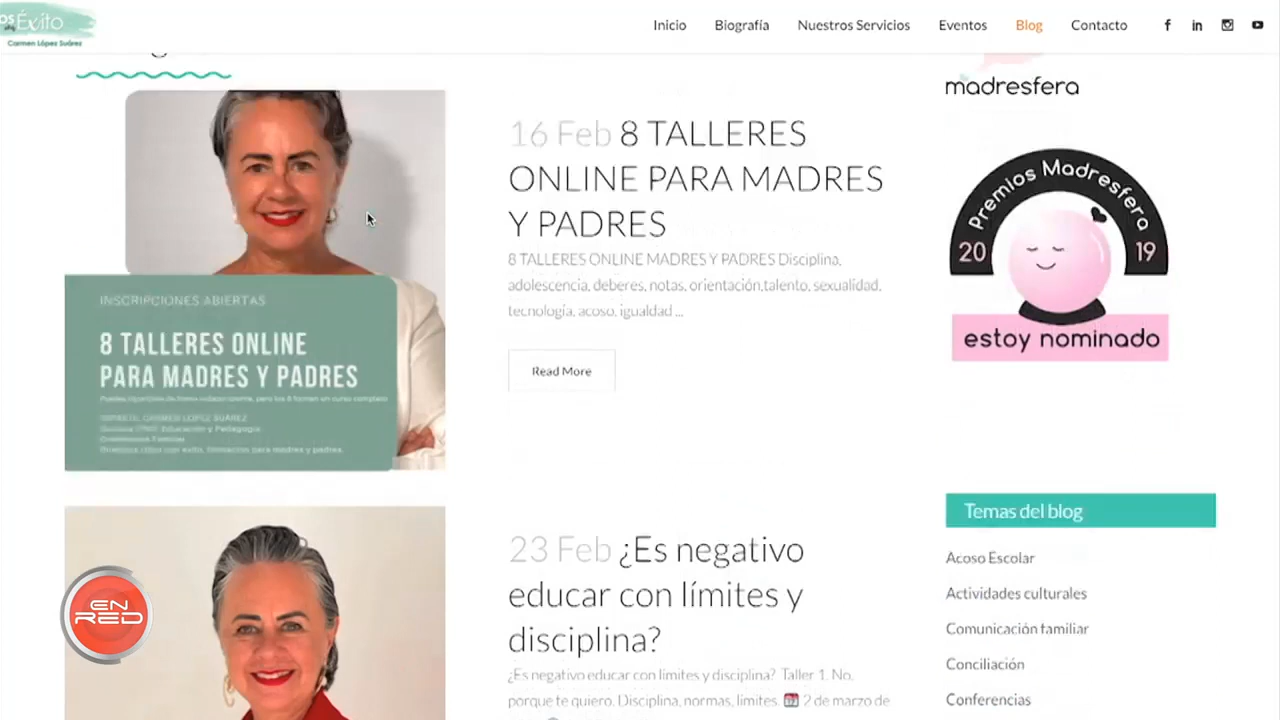 Éxito
Carmen López Suárez
Inicio
Biografía
Nuestros Servicios
Eventos
Blog
Contacto
INSCRIPCIONES ABIERTAS
8 TALLERES ONLINE
PARA MADRES Y PADRES
16 Feb 8 TALLERES
ONLINE PARA MADRES
Y PADRES
8 TALLERES ONLINE MADRES Y PADRES Disciplina,
adolescencia, deberes, notas, orientación,talento, sexualidad,
tecnología, acoso, igualdad ...
Read More
madresfera
Premios Madresfera
20 19
estoy nominado
EN
RED
23 Feb ¿Es negativo
educar con límites y
disciplina?
¿Es negativo educar con límites y disciplina? Taller 1. No,
porque te quiero. Disciplina, normas, límites. 2 de marzo de
Temas del blog
Acoso Escolar
Actividades culturales
Comunicación familiar
Conciliación
Conferencias